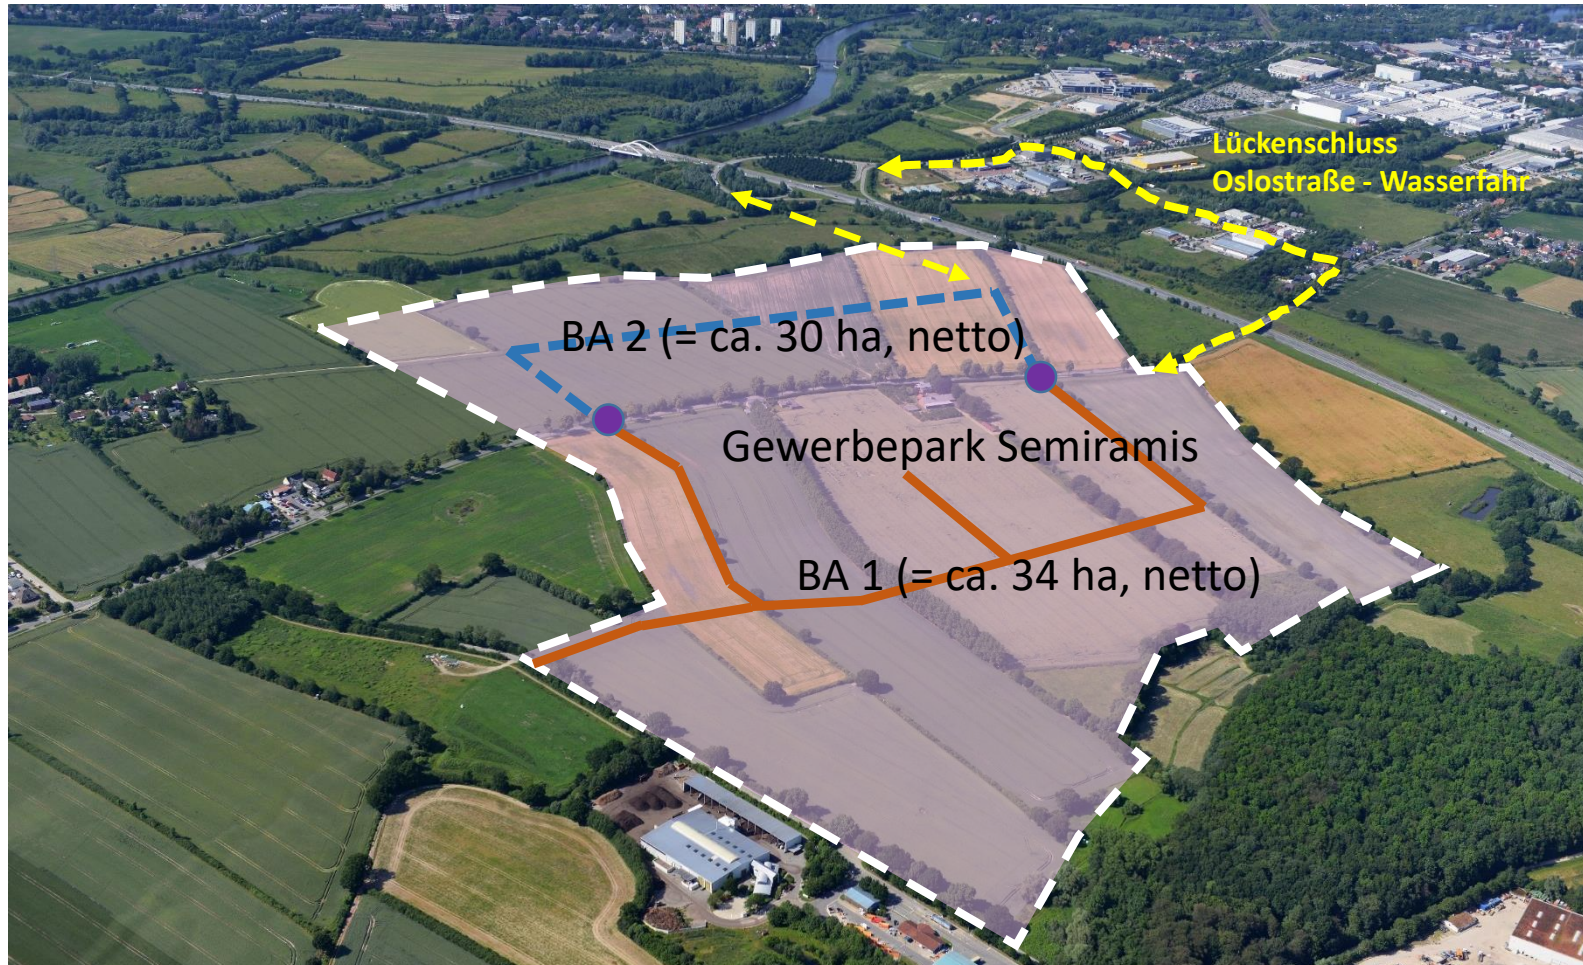 Lückenschluss
Oslostraße - Wasserfahr
BA 2 (= ca. 30 ha, netto)
Gewerbepark Semiramis
BA 1 (= ca. 34 ha, netto)